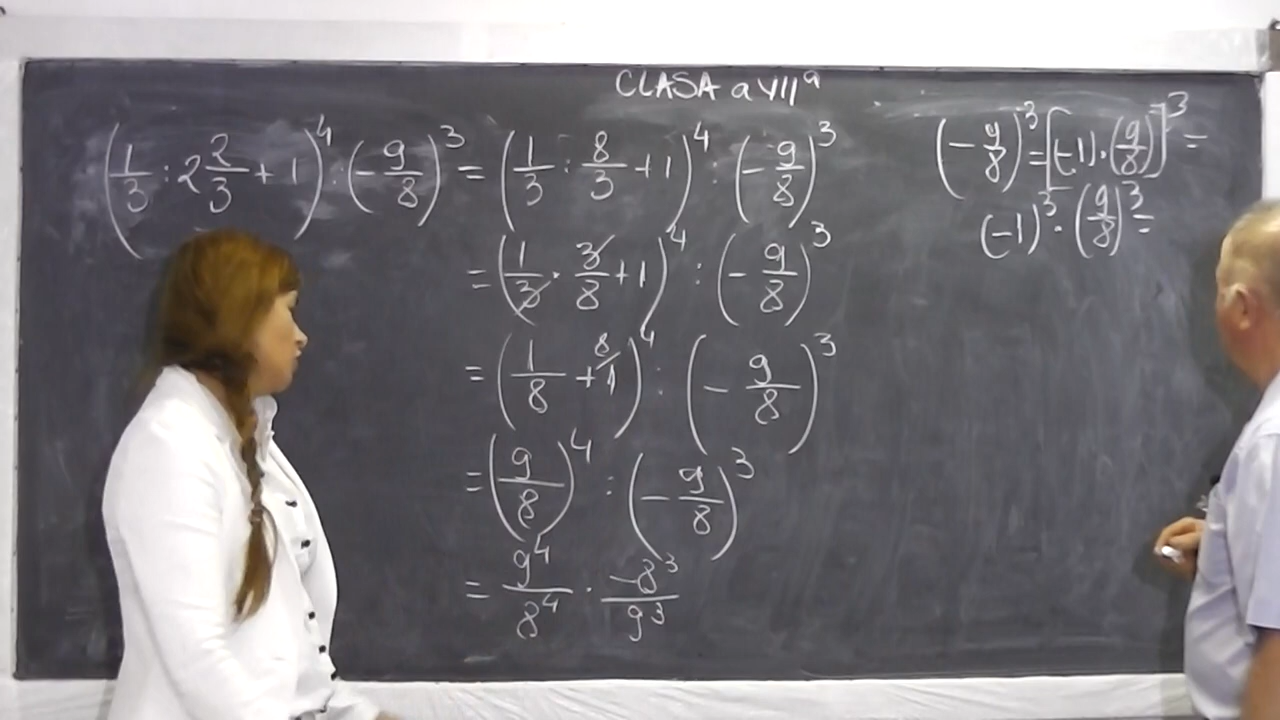 CLASA a VII a
(1/3 : 2 2/3 + 1)^4 : (-9/8)^3 = (1/3 : 8/3 + 1)^4 : (-9/8)^3
= (1/3 · 3/8 + 1)^4 : (-9/8)^3
= (1/8 + 8/1)^4 : (-9/8)^3
= (9/8)^4 : (-9/8)^3
= 9^4/8^4 · -8^3/9^3
(-9/8)^3 = [(-1) · (9/8)]^3 =
(-1)^3 · (9/8)^3 =